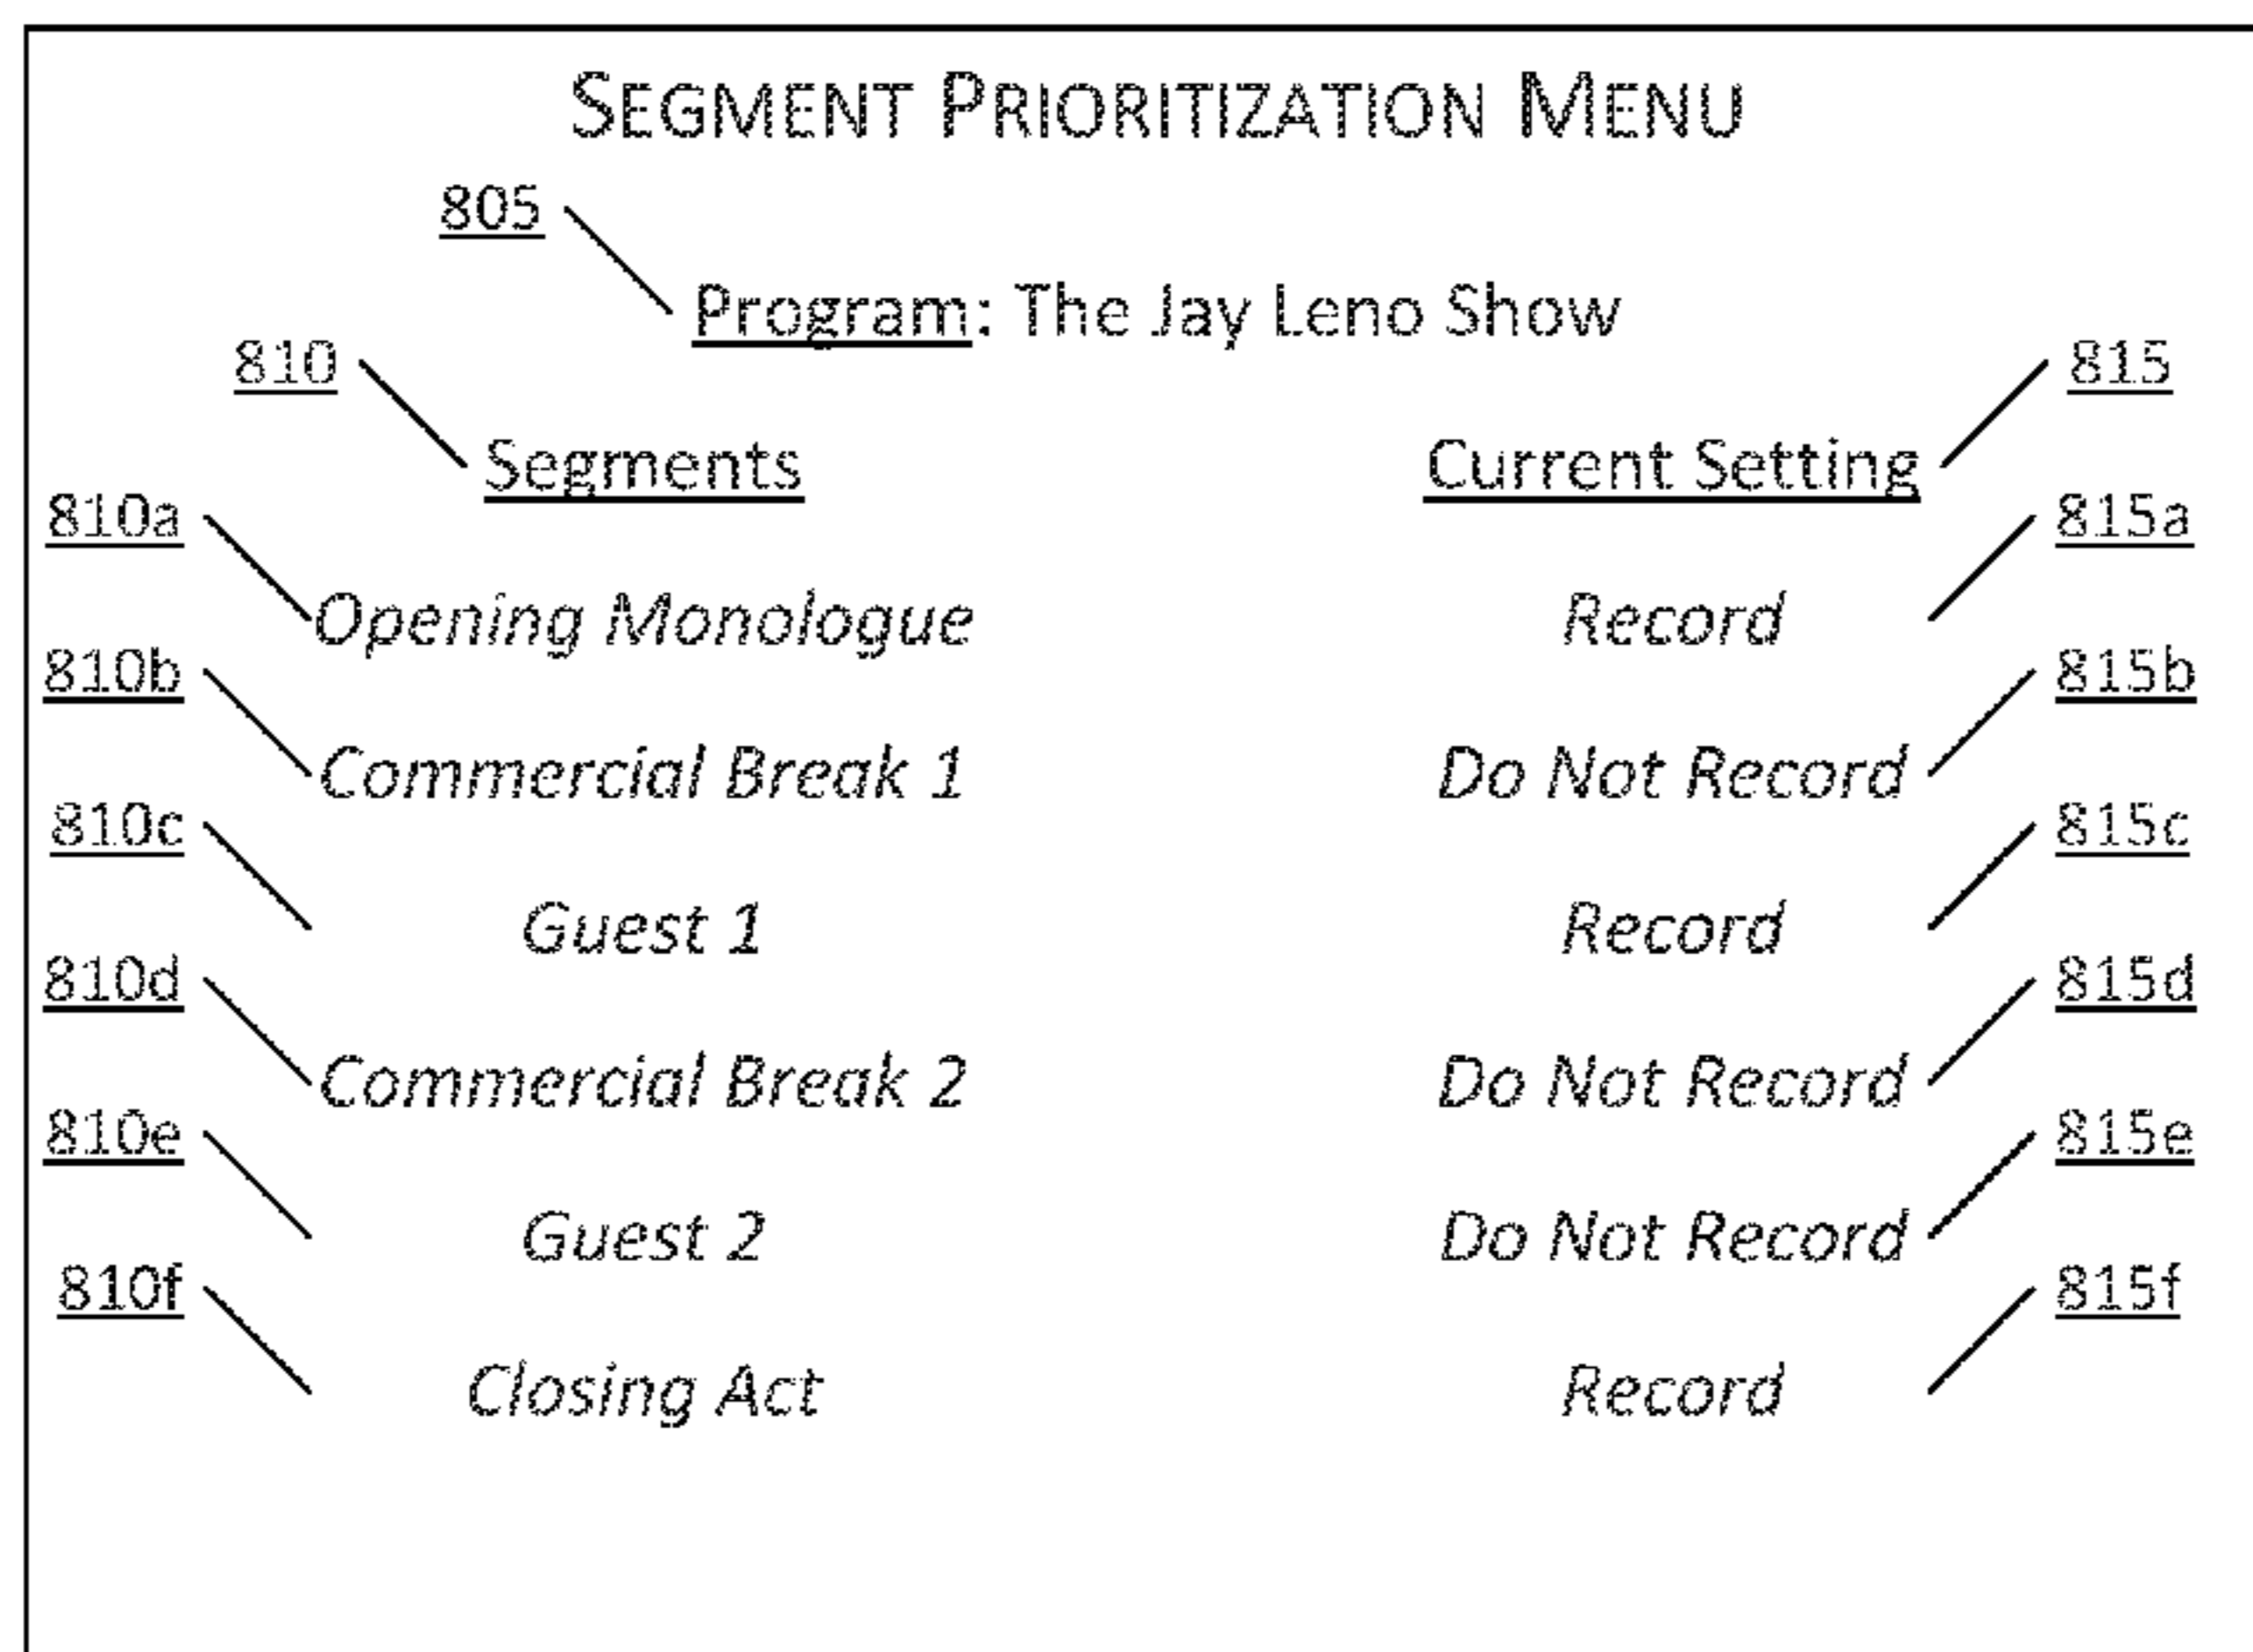 SEGMENT PRIORITIZATION MENU
805
Program: The Jay Leno Show
810 815
Segments Current Setting
810a 815a
Opening Monologue Record
810b 815b
Commercial Break 1 Do Not Record
810c 815c
Guest 1 Record
810d 815d
Commercial Break 2 Do Not Record
810e 815e
Guest 2 Do Not Record
810f 815f
Closing Act Record